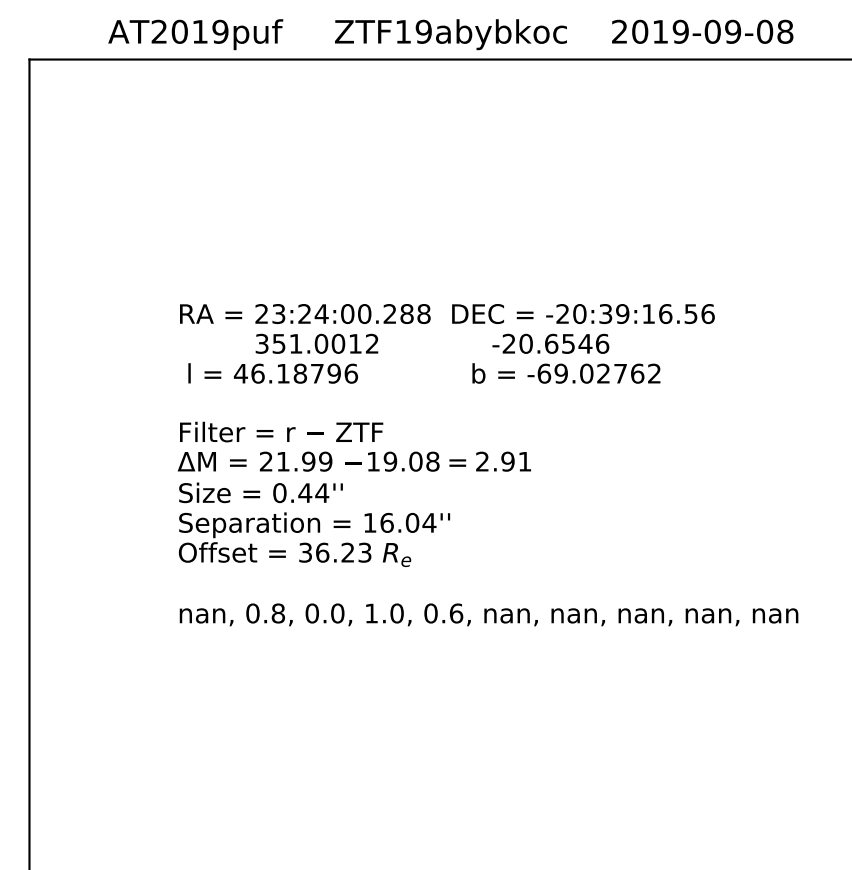 AT2019puf ZTF19abybkoc 2019-09-08
RA = 23:24:00.288 DEC = -20:39:16.56
351.0012 -20.6546
l = 46.18796 b = -69.02762
Filter = r − ZTF
ΔM = 21.99 −19.08 = 2.91
Size = 0.44''
Separation = 16.04''
Offset = 36.23 Re
nan, 0.8, 0.0, 1.0, 0.6, nan, nan, nan, nan, nan